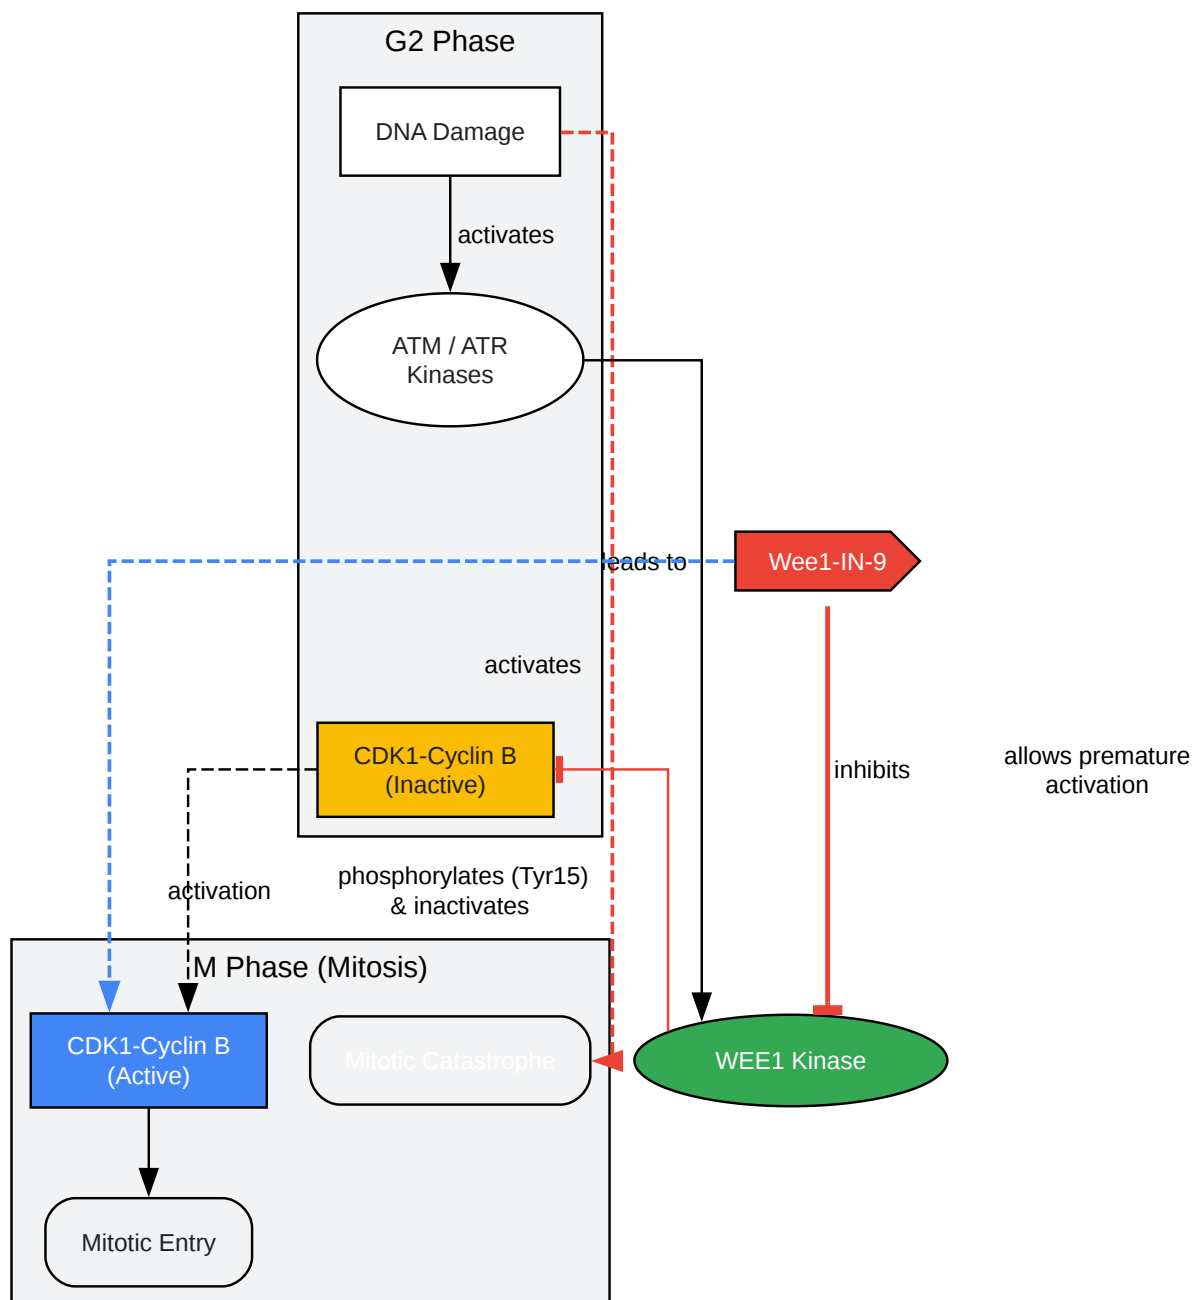 G2 Phase
DNA Damage
activates
ATM / ATR
Kinases
leads to
Wee1-IN-9
activates
CDK1-Cyclin B
(Inactive)
inhibits
allows premature
activation
phosphorylates (Tyr15)
& inactivates
activation
M Phase (Mitosis)
CDK1-Cyclin B
(Active)
Mitotic Catastrophe
WEE1 Kinase
Mitotic Entry